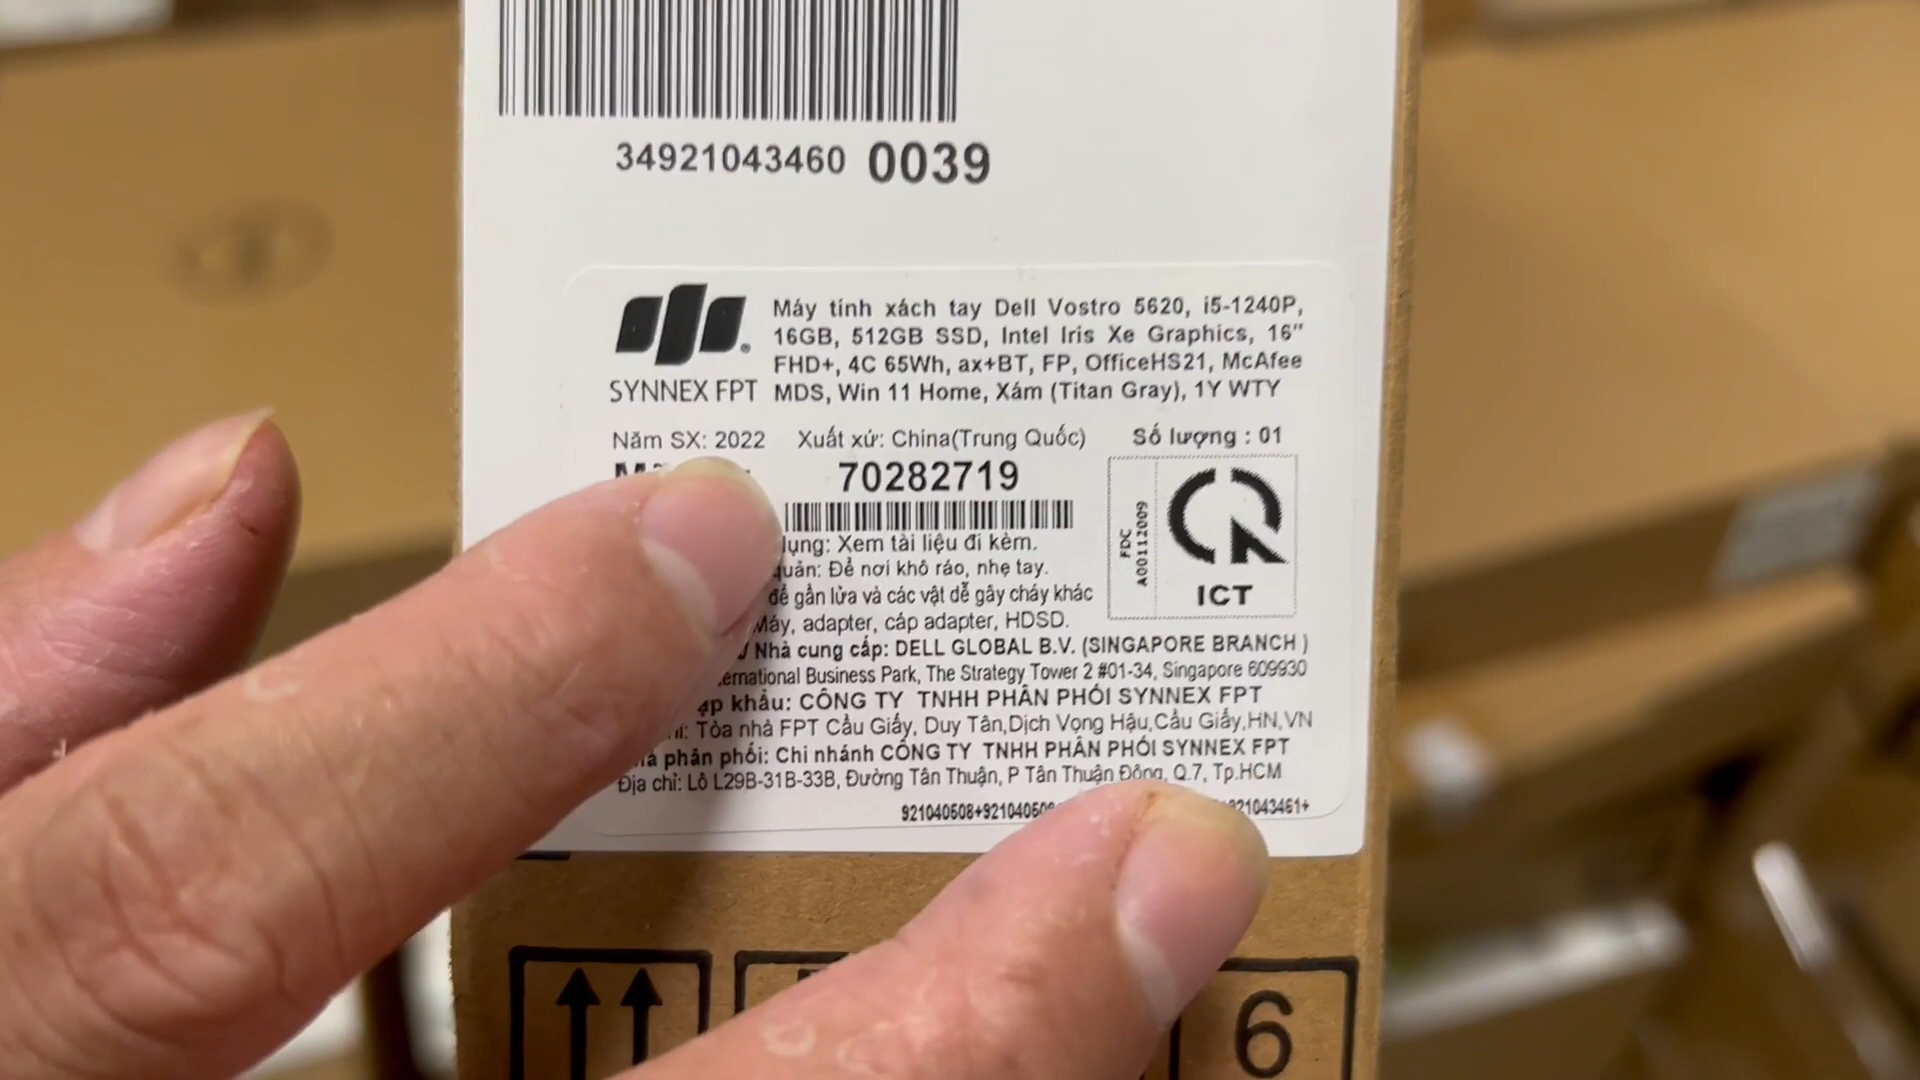 34921043460 0039
SYNNEX FPT
Máy tính xách tay Dell Vostro 5620, i5-1240P,
16GB, 512GB SSD, Intel Iris Xe Graphics, 16"
FHD+, 4C 65Wh, ax+BT, FP, OfficeHS21, McAfee
MDS, Win 11 Home, Xám (Titan Gray), 1Y WTY
Năm SX: 2022 Xuất xứ: China(Trung Quốc) Số lượng : 01
70282719
FDC
A00112009
ICT
Xem tài liệu đi kèm.
Để nơi khô ráo, nhẹ tay.
để gần lửa và các vật dễ gây cháy khác
Máy, adapter, cáp adapter, HDSD.
Nhà cung cấp: DELL GLOBAL B.V. (SINGAPORE BRANCH )
Business Park, The Strategy Tower 2 #01-34, Singapore 609930
khẩu: CÔNG TY TNHH PHÂN PHỐI SYNNEX FPT
Tòa nhà FPT Cầu Giấy, Duy Tân,Dịch Vọng Hậu,Cầu Giấy,HN,VN
phân phối: Chi nhánh CÔNG TY TNHH PHÂN PHỐI SYNNEX FPT
Địa chỉ: Lô L29B-31B-33B, Đường Tân Thuận, P Tân Thuận Đông, Q.7, Tp.HCM
6